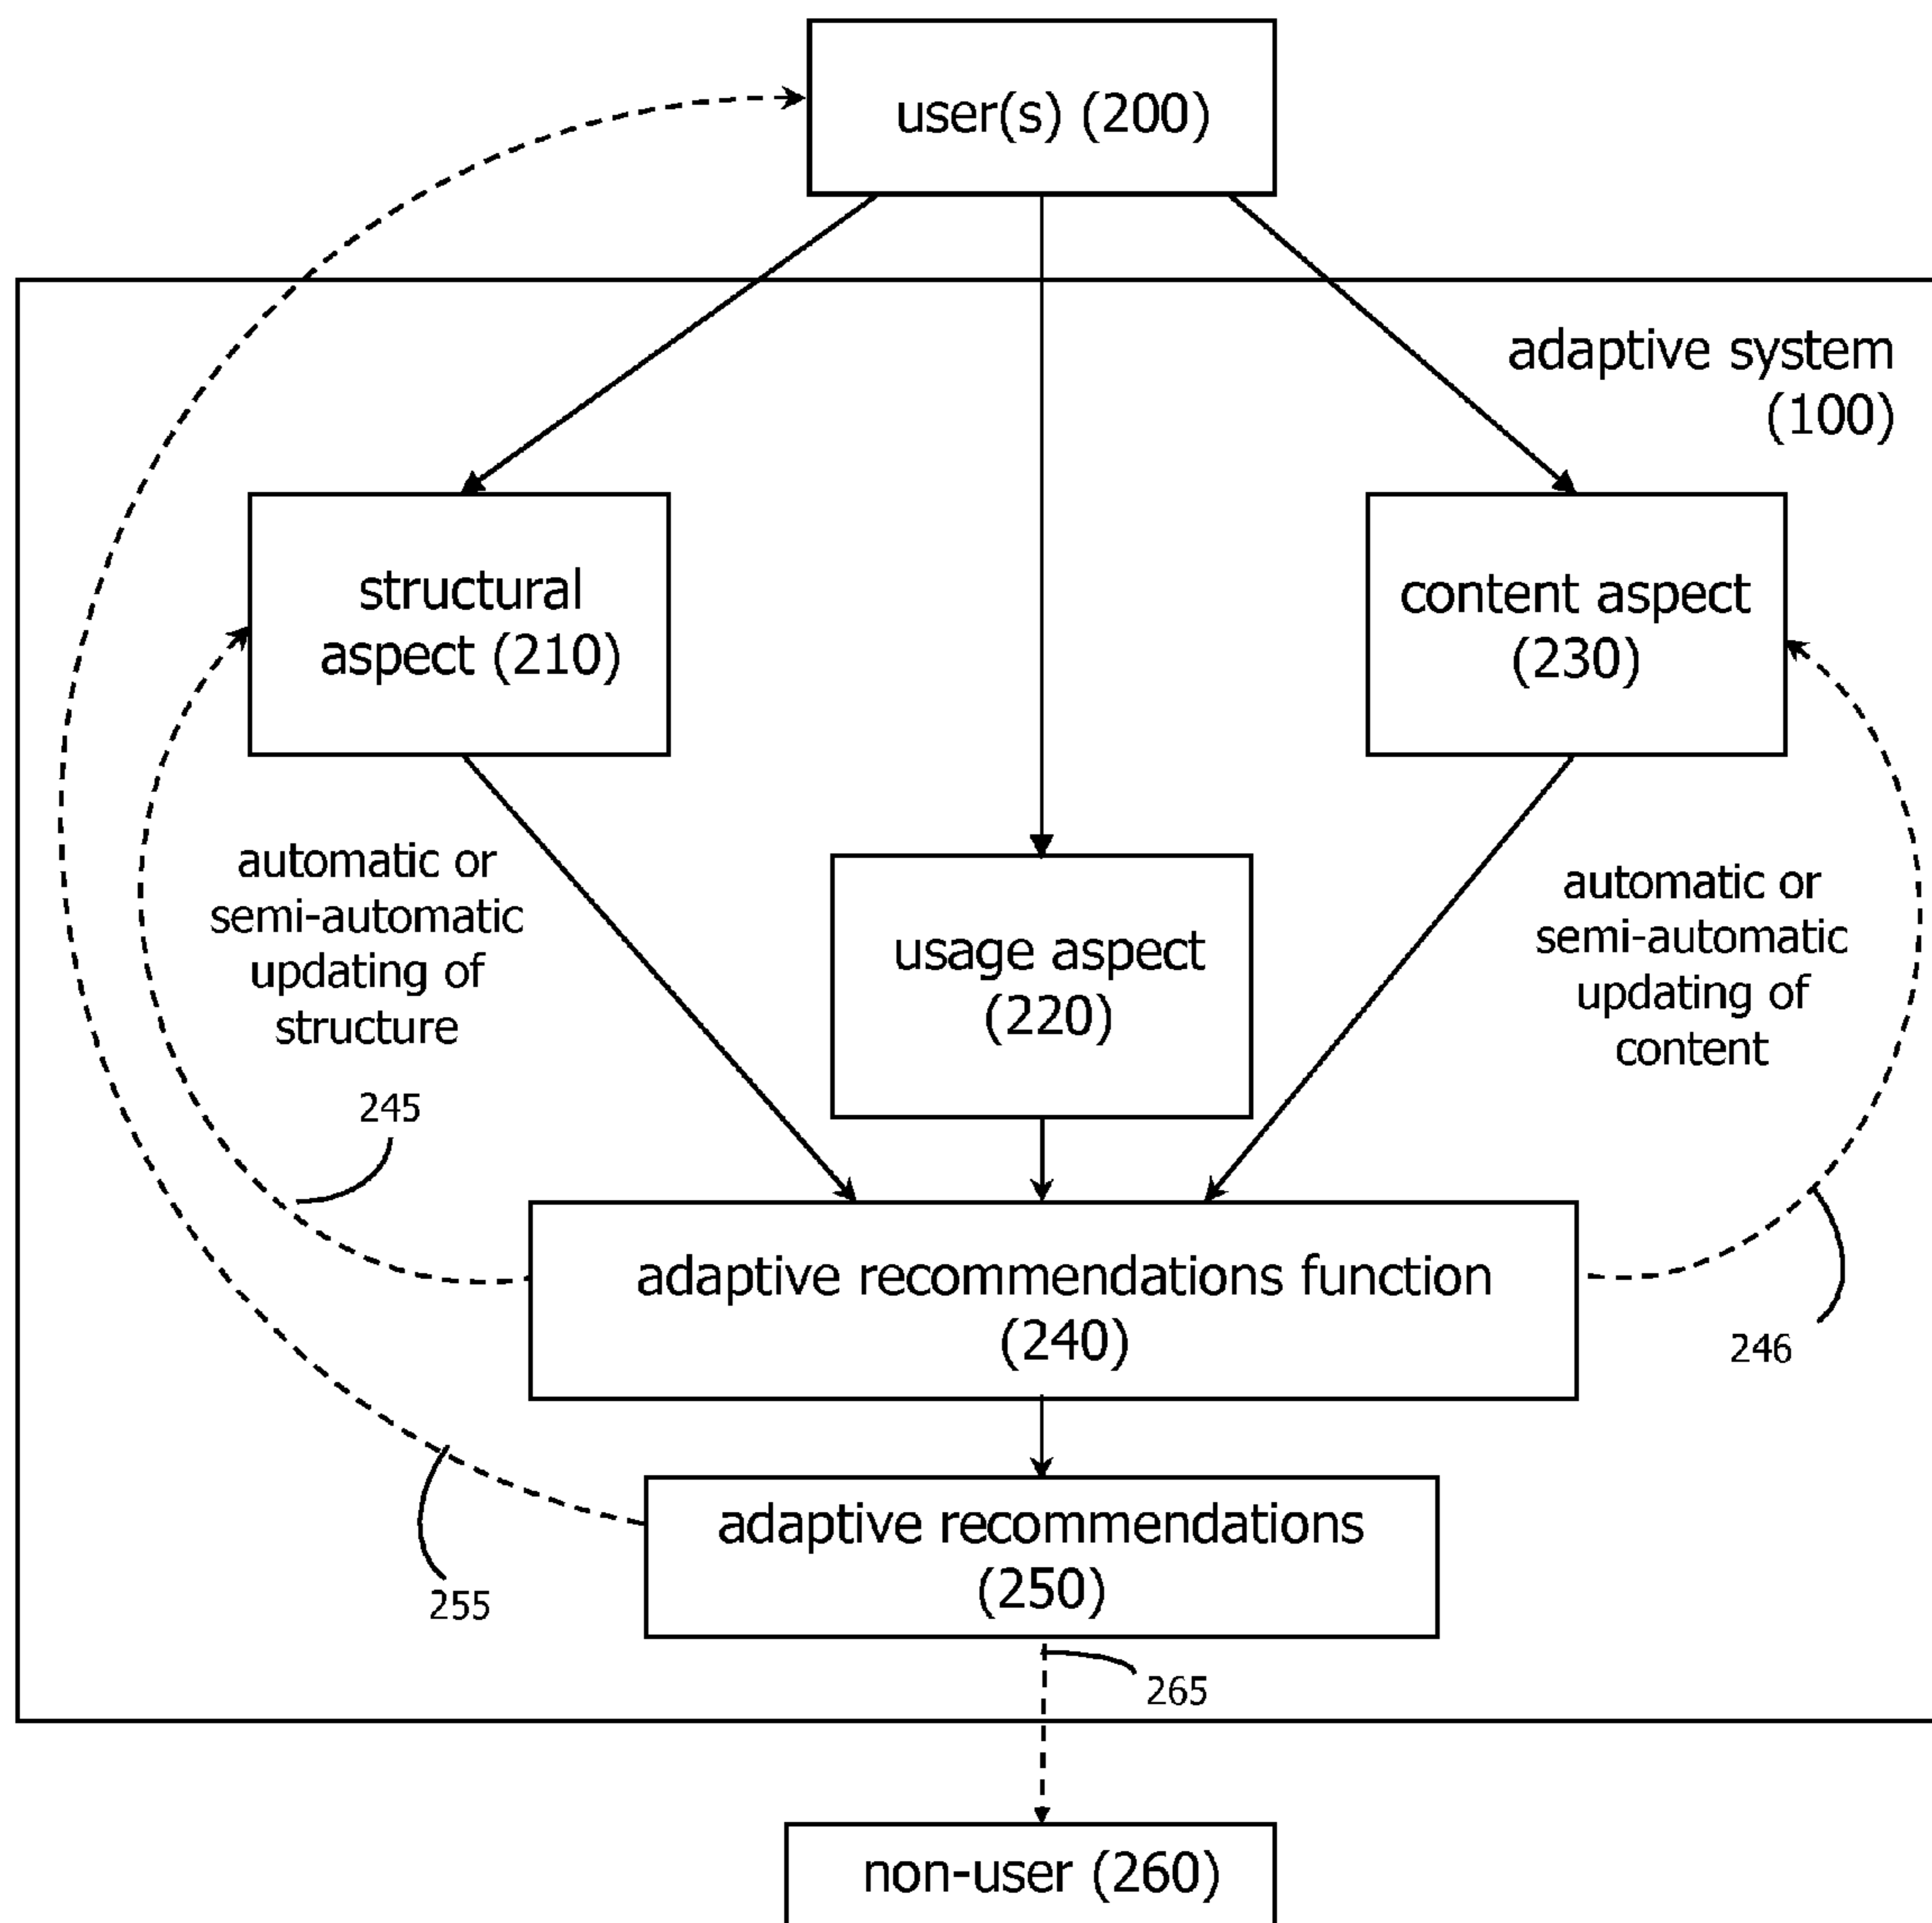 user(s) (200)
adaptive system
(100)
structural
aspect (210)
content aspect
(230)
automatic or
semi-automatic
updating of
structure
usage aspect
(220)
automatic or
semi-automatic
updating of
content
245
adaptive recommendations function
(240)
246
adaptive recommendations
(250)
255
265
non-user (260)